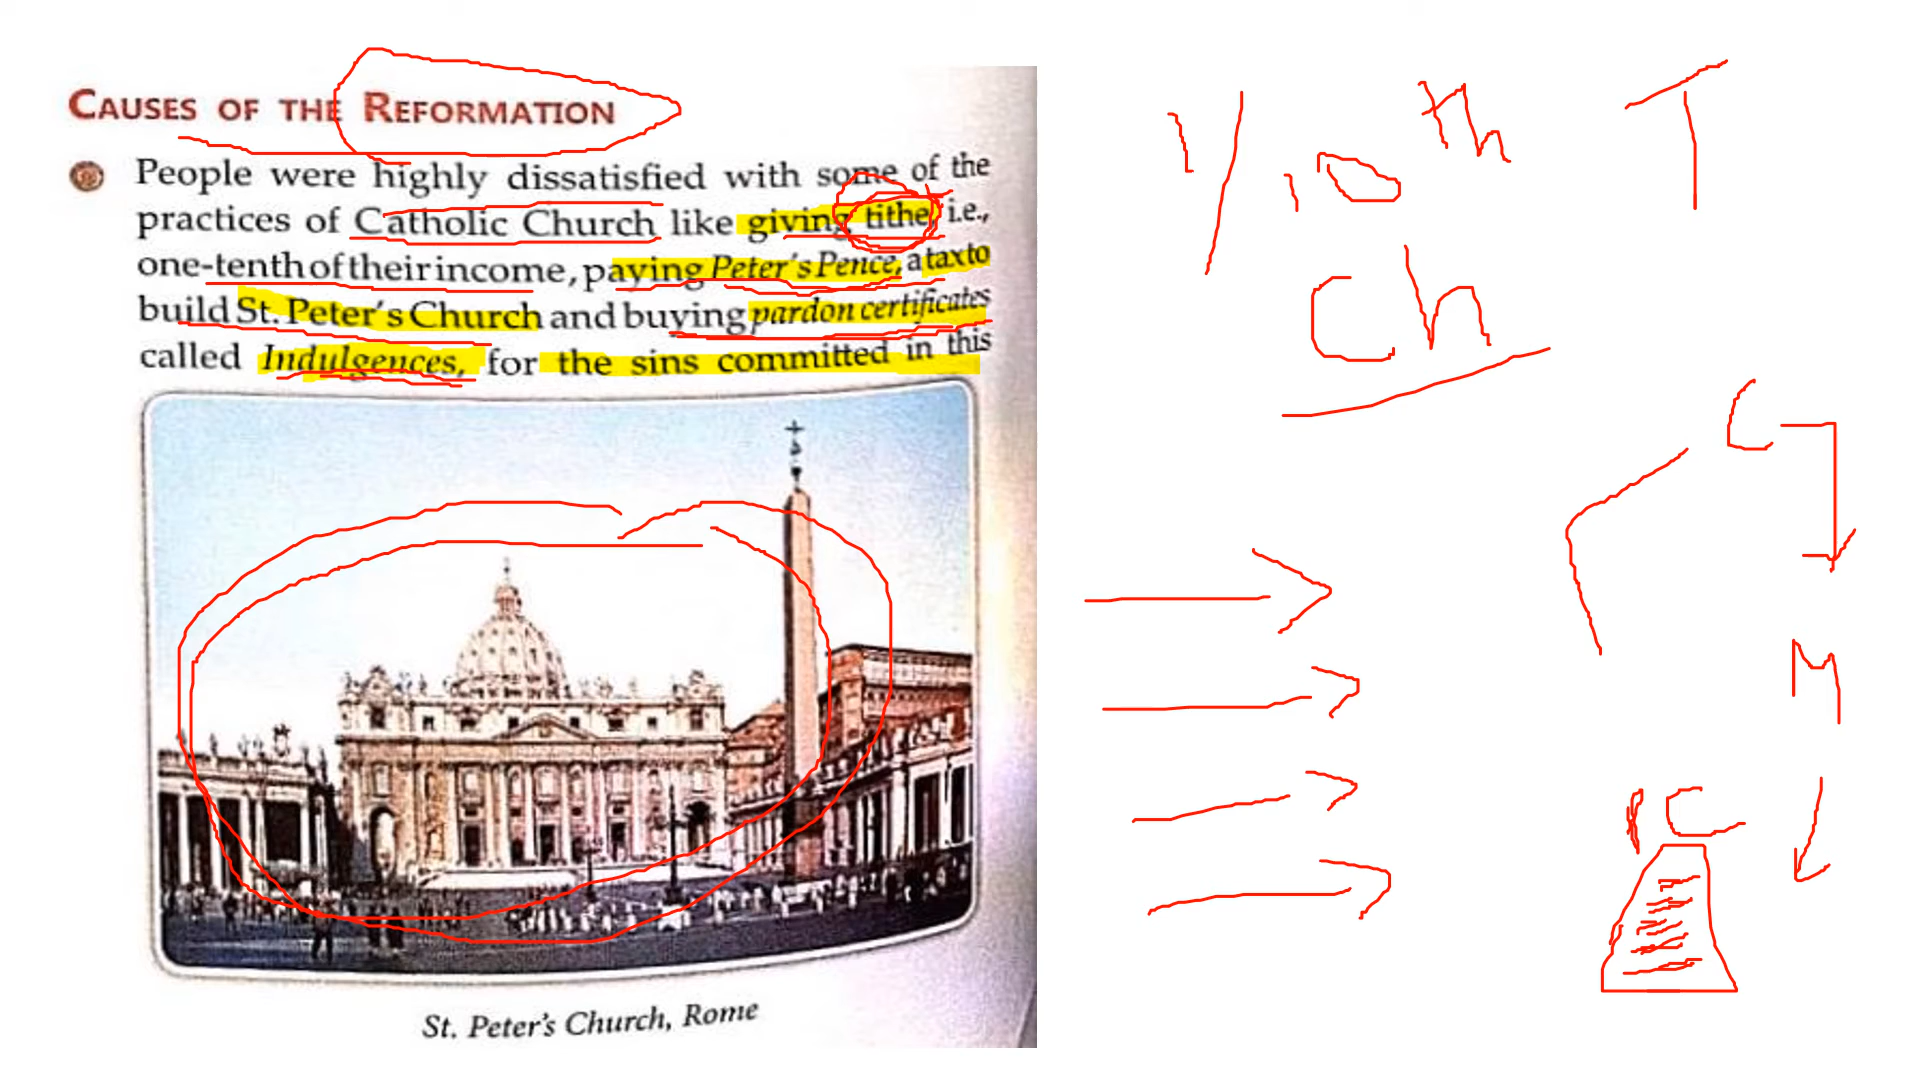 CAUSES OF THE REFORMATION
People were highly dissatisfied with some of the
practices of Catholic Church like giving tithe, i.e.,
one-tenth of their income, paying Peter's Pence, a tax to
build St. Peter's Church and buying pardon certificates
called Indulgences, for the sins committed in this
St. Peter's Church, Rome
1/10th T
Ch
C
M
C